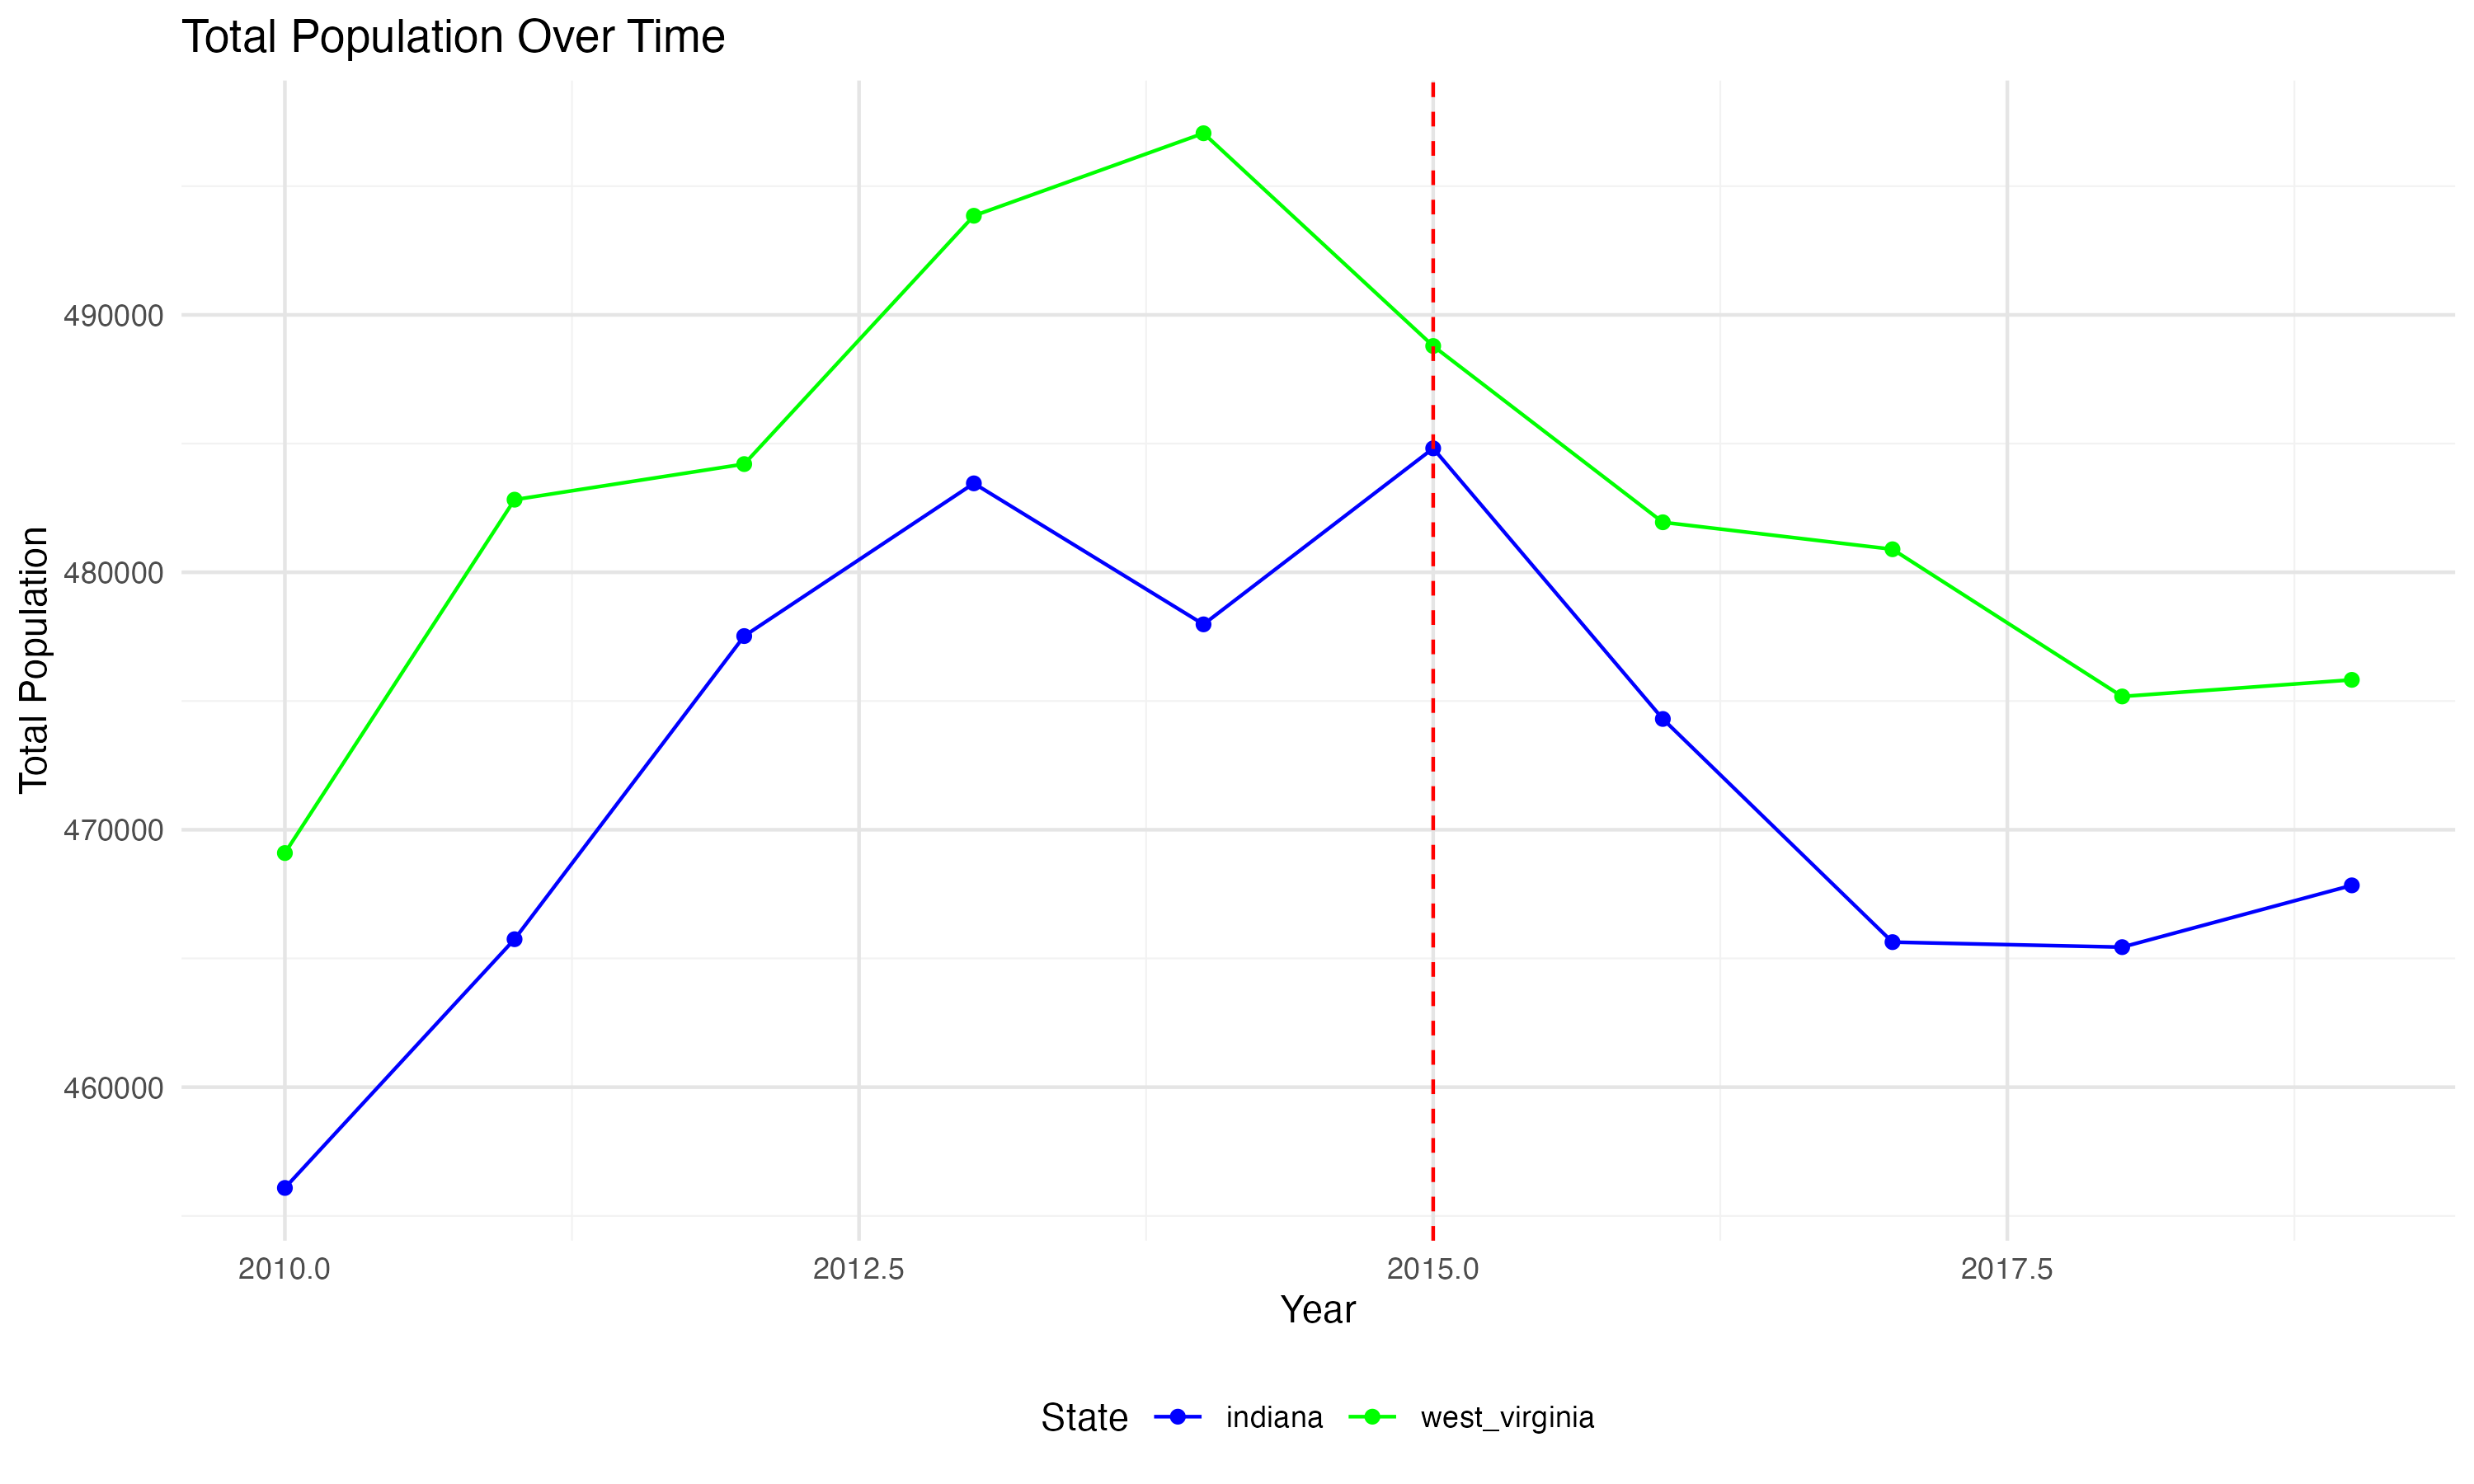 Total Population Over Time
Total Population
490000
480000
470000
460000
2010.0
2012.5
2015.0
2017.5
Year
State
indiana
west_virginia